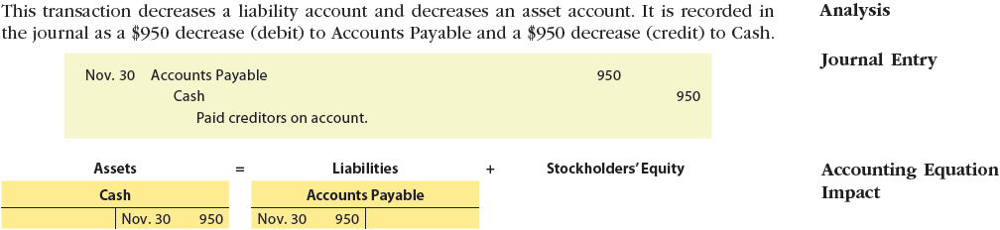 This transaction decreases a liability account and decreases an asset account. It is recorded in
the journal as a $950 decrease (debit) to Accounts Payable and a $950 decrease (credit) to Cash.
Analysis
Journal Entry
Nov. 30 Accounts Payable 950
Cash 950
Paid creditors on account.
Assets = Liabilities + Stockholders' Equity
Accounting Equation
Impact
Cash Accounts Payable
Nov. 30 950 Nov. 30 950